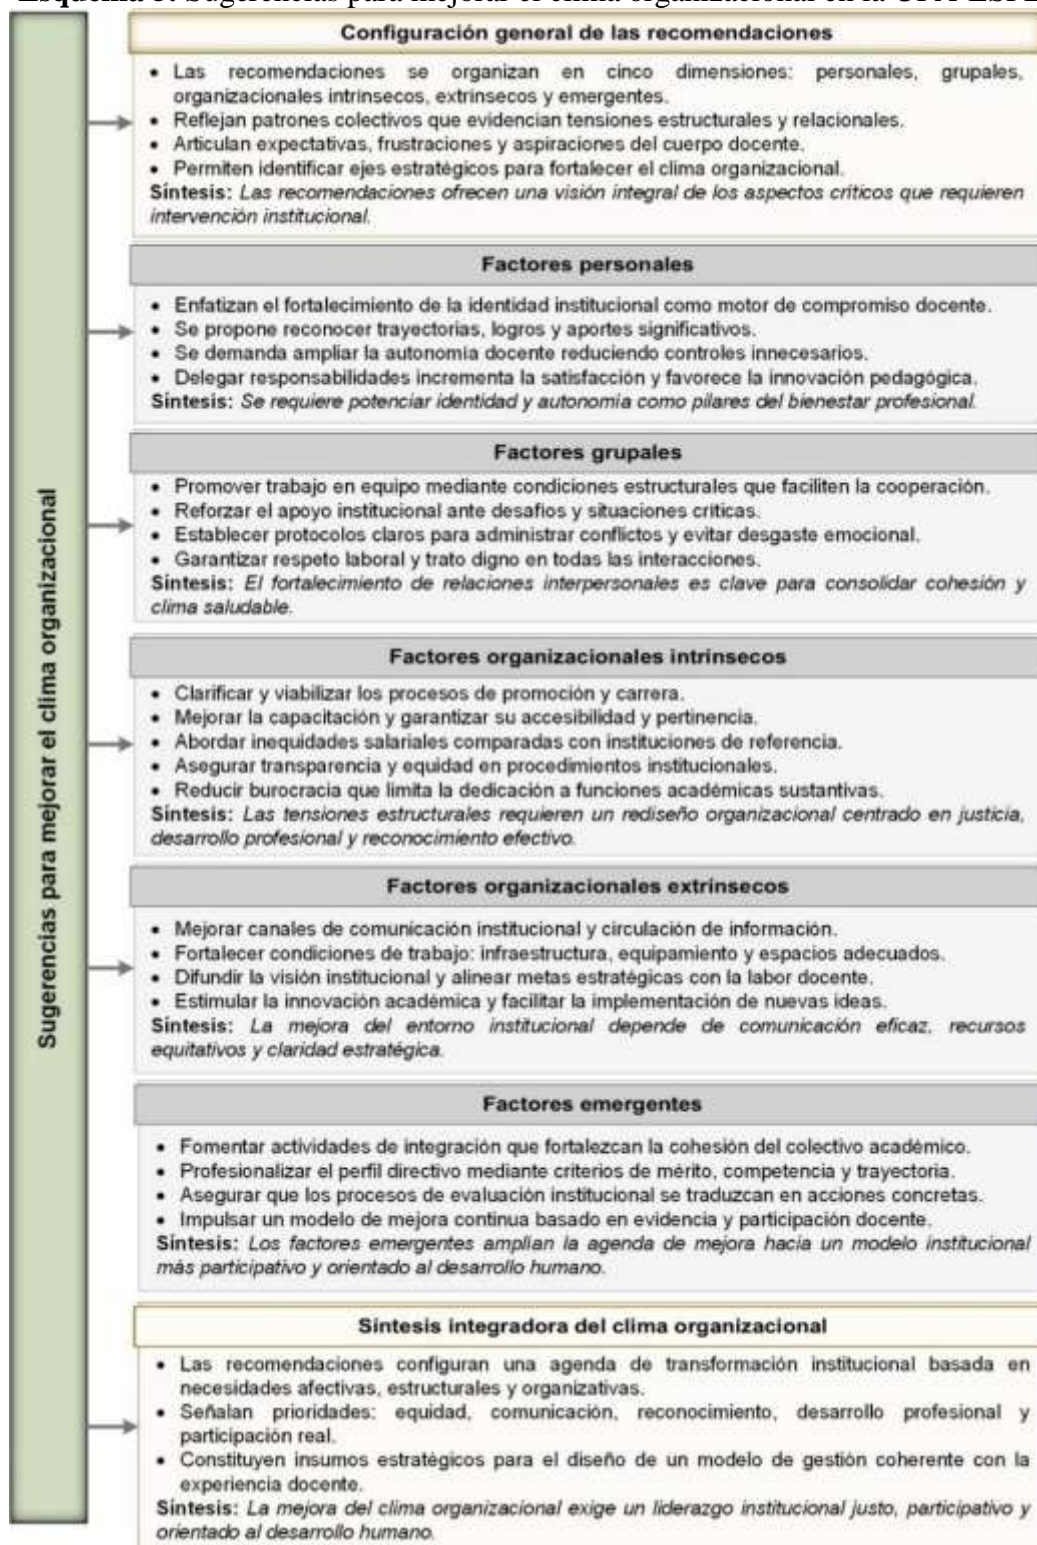 Sugerencias para mejorar el clima organizacional en la
Sugerencias para mejorar el clima organizacional
Configuración general de las recomendaciones
• Las recomendaciones se organizan en cinco dimensiones: personales, grupales,
organizacionales intrínsecos, extrínsecos y emergentes.
• Reflejan patrones colectivos que evidencian tensiones estructurales y relacionales.
• Articulan expectativas, frustraciones y aspiraciones del cuerpo docente.
• Permiten identificar ejes estratégicos para fortalecer el clima organizacional.
Síntesis: Las recomendaciones ofrecen una visión integral de los aspectos críticos que requieren
intervención institucional.
Factores personales
• Enfatizan el fortalecimiento de la identidad institucional como motor de compromiso docente.
• Se propone reconocer trayectorias, logros y aportes significativos.
• Se demanda ampliar la autonomía docente reduciendo controles innecesarios.
• Delegar responsabilidades incrementa la satisfacción y favorece la innovación pedagógica.
Síntesis: Se requiere potenciar identidad y autonomía como pilares del bienestar profesional.
Factores grupales
• Promover trabajo en equipo mediante condiciones estructurales que faciliten la cooperación.
• Reforzar el apoyo institucional ante desafíos y situaciones críticas.
• Establecer protocolos claros para administrar conflictos y evitar desgaste emocional.
• Garantizar respeto laboral y trato digno en todas las interacciones.
Síntesis: El fortalecimiento de relaciones interpersonales es clave para consolidar cohesión y
clima saludable.
Factores organizacionales intrínsecos
• Clarificar y viabilizar los procesos de promoción y carrera.
• Mejorar la capacitación y garantizar su accesibilidad y pertinencia.
• Abordar inequidades salariales comparadas con instituciones de referencia.
• Asegurar transparencia y equidad en procedimientos institucionales.
• Reducir burocracia que limita la dedicación a funciones académicas sustantivas.
Síntesis: Las tensiones estructurales requieren un rediseño organizacional centrado en justicia,
desarrollo profesional y reconocimiento efectivo.
Factores organizacionales extrínsecos
• Mejorar canales de comunicación institucional y circulación de información.
• Fortalecer condiciones de trabajo: infraestructura, equipamiento y espacios adecuados.
• Difundir la visión institucional y alinear metas estratégicas con la labor docente.
• Estimular la innovación académica y facilitar la implementación de nuevas ideas.
Síntesis: La mejora del entorno institucional depende de comunicación eficaz, recursos
equitativos y claridad estratégica.
Factores emergentes
• Fomentar actividades de integración que fortalezcan la cohesión del colectivo académico.
• Profesionalizar el perfil directivo mediante criterios de mérito, competencia y trayectoria.
• Asegurar que los procesos de evaluación institucional se traduzcan en acciones concretas.
• Impulsar un modelo de mejora continua basado en evidencia y participación docente.
Síntesis: Los factores emergentes amplían la agenda de mejora hacia un modelo institucional
más participativo y orientado al desarrollo humano.
Síntesis integradora del clima organizacional
• Las recomendaciones configuran una agenda de transformación institucional basada en
necesidades afectivas, estructurales y organizativas.
• Señalan prioridades: equidad, comunicación, reconocimiento, desarrollo profesional y
participación real.
• Constituyen insumos estratégicos para el diseño de un modelo de gestión coherente con la
experiencia docente.
Síntesis: La mejora del clima organizacional exige un liderazgo institucional justo, participativo y
orientado al desarrollo humano.